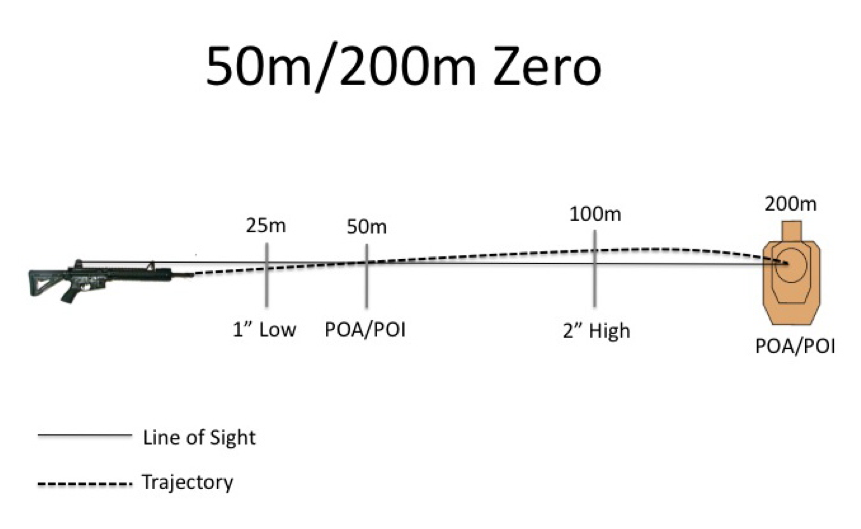 50m/200m Zero
200m
100m
25m
50m
1” Low
POA/POI
2” High
POA/POI
Line of Sight
Trajectory